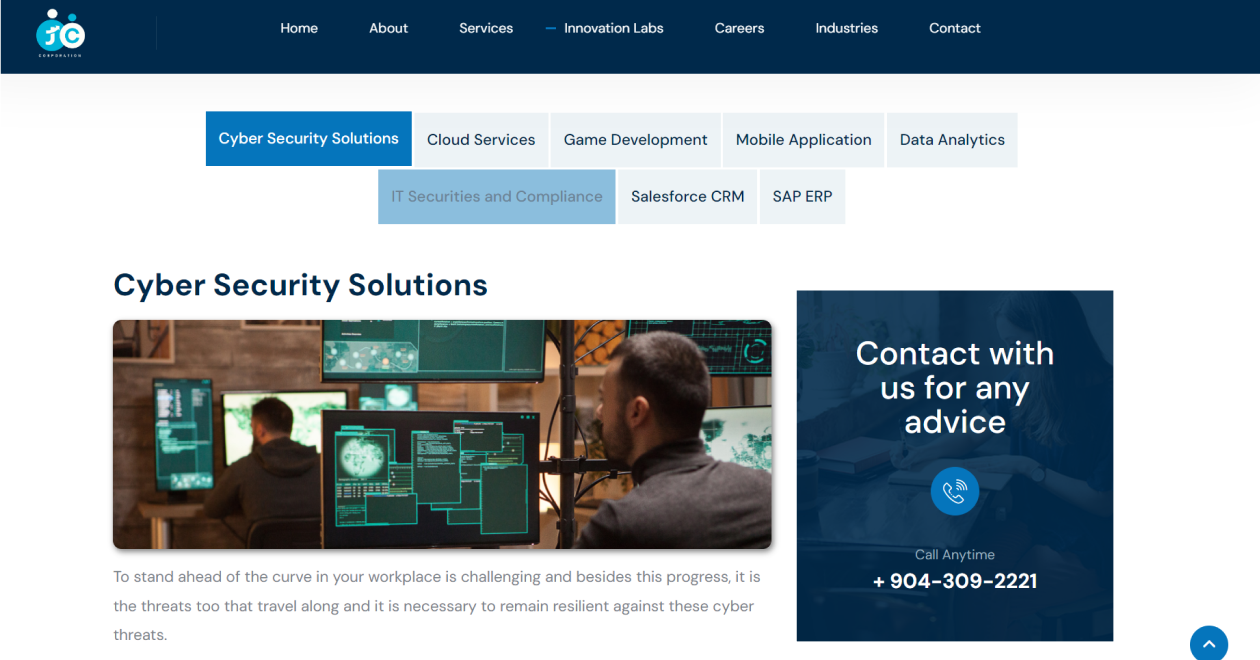 JC
CORPORATION
Home About Services Innovation Labs Careers Industries Contact
Cyber Security Solutions Cloud Services Game Development Mobile Application Data Analytics
IT Securities and Compliance Salesforce CRM SAP ERP
Cyber Security Solutions
To stand ahead of the curve in your workplace is challenging and besides this progress, it is
the threats too that travel along and it is necessary to remain resilient against these cyber
threats.
Contact with
us for any
advice
Call Anytime
+ 904-309-2221